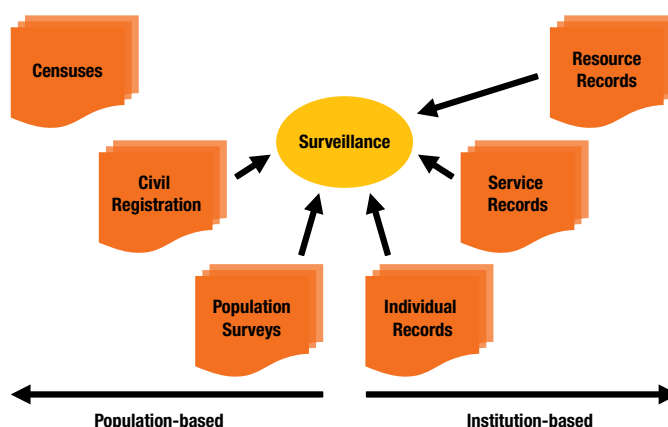 Censuses
Resource
Records
Surveillance
Civil
Registration
Service
Records
Population
Surveys
Individual
Records
Population-based
Institution-based